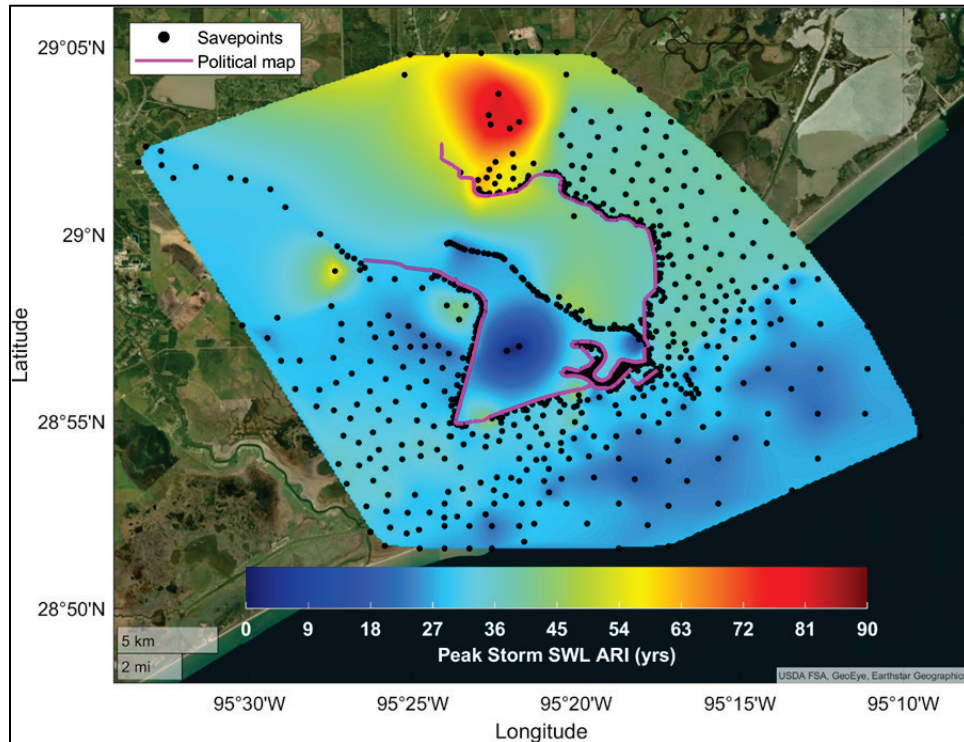 Savepoints
Political map
29°05'N
29°N
28°55'N
28°50'N
Latitude
0 9 18 27 36 45 54 63 72 81 90
Peak Storm SWL ARI (yrs)
5 km
2 mi
USDA FSA, GeoEye, Earthstar Geographics
95°30'W 95°25'W 95°20'W 95°15'W 95°10'W
Longitude